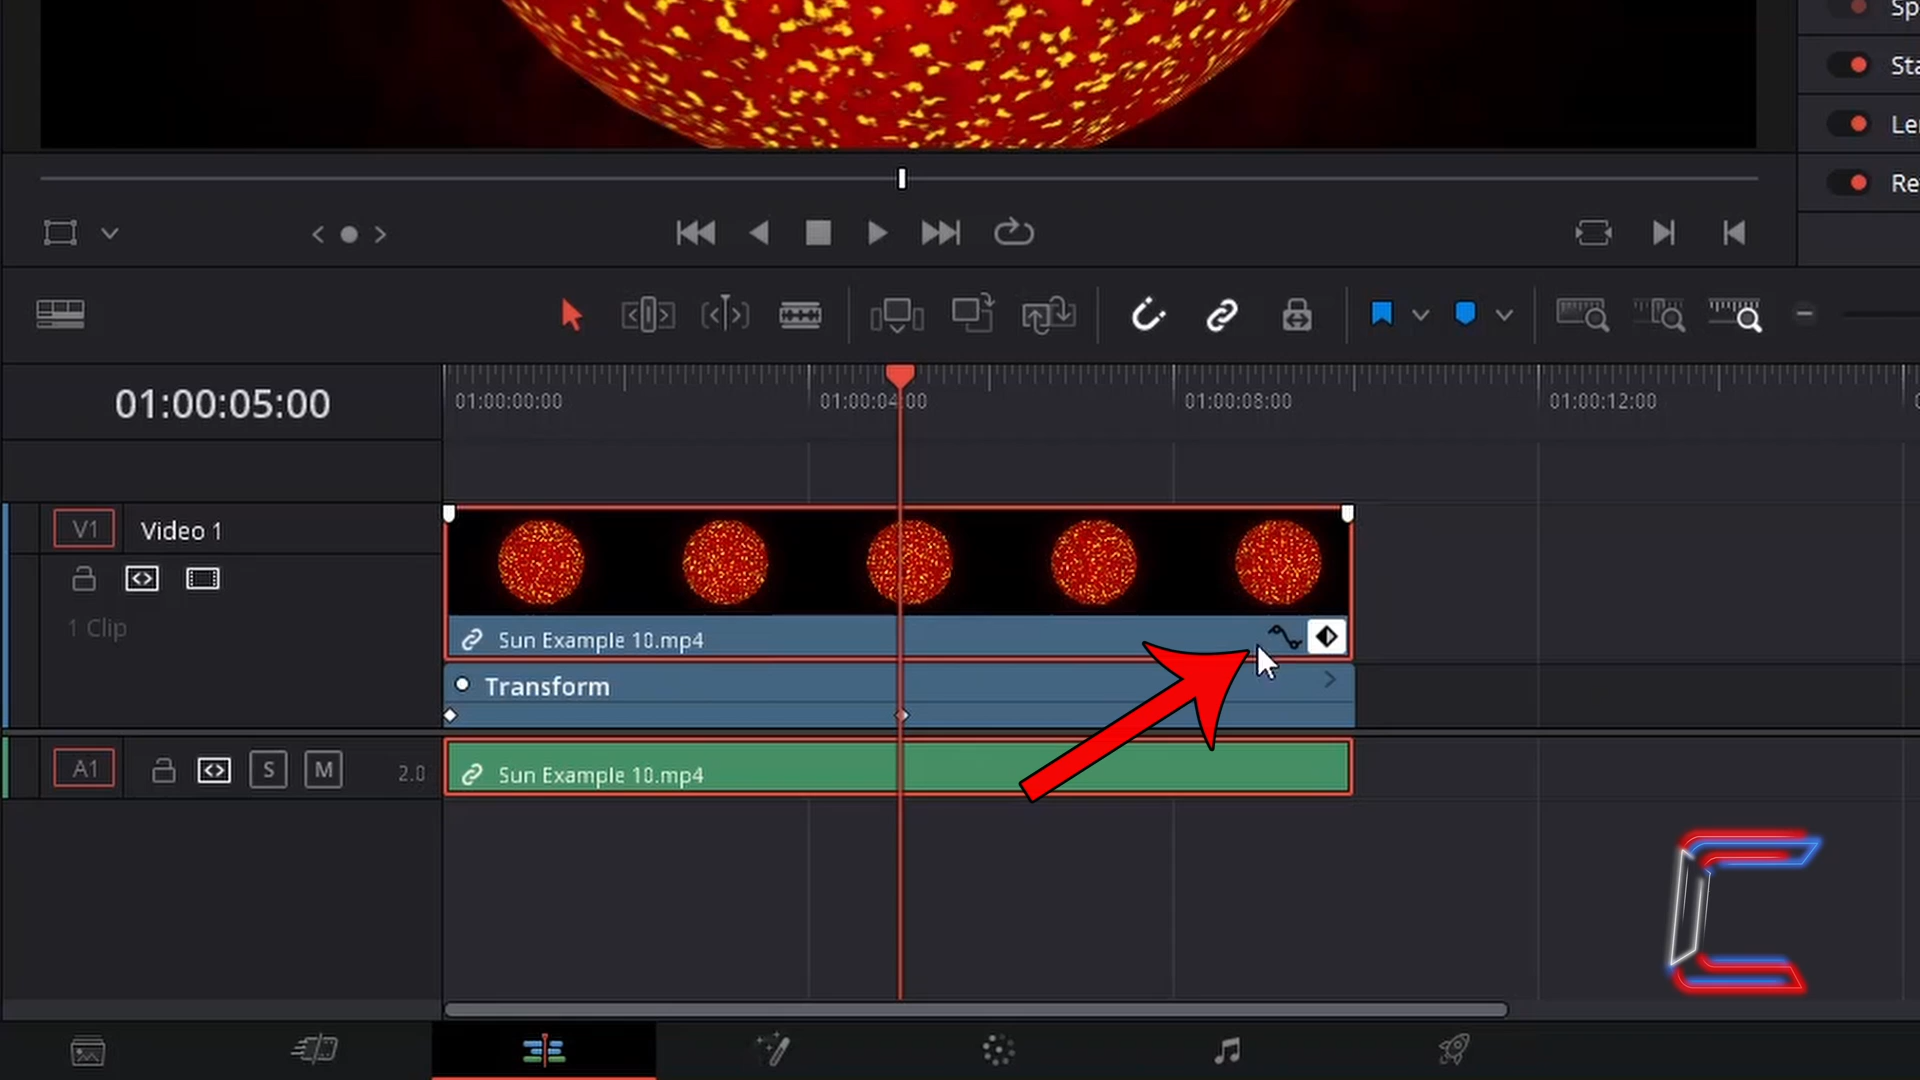 Sp
Sta
Le
Re
01:00:05:00
01:00:00:00
01:00:04:00
01:00:08:00
01:00:12:00
V1
Video 1
1 Clip
Sun Example 10.mp4
Transform
A1
S
M
2.0
Sun Example 10.mp4